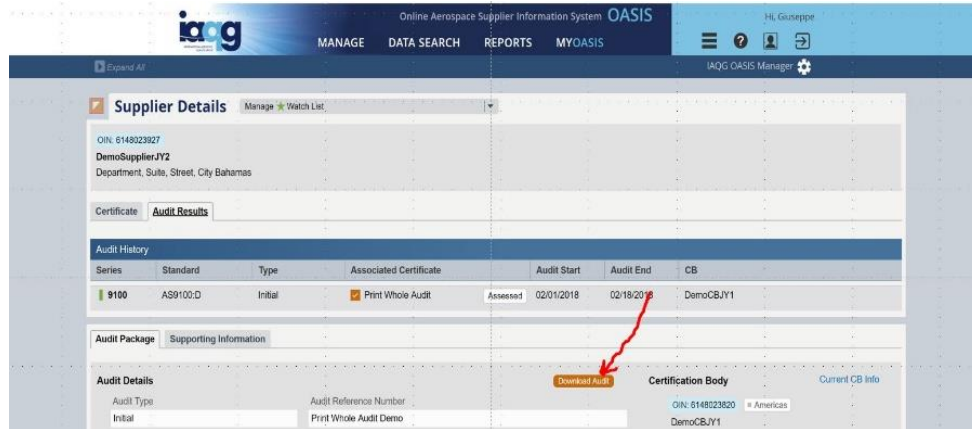 Online Aerospace Supplier Information System OASIS
Hi, Giuseppe
iaqg
MANAGE DATA SEARCH REPORTS MYOASIS
Expand All
IAQG OASIS Manager
Supplier Details Manage Watch List
OIN: 6148023927
DemoSupplierJY2
Department, Suite, Street, City Bahamas
Certificate Audit Results
Audit History
Series Standard Type Associated Certificate Audit Start Audit End CB
9100 AS9100:D Initial Print Whole Audit Assessed 02/01/2018 02/18/2018 DemoCBJY1
Audit Package Supporting Information
Audit Details Download Audit Certification Body Current CB Info
Audit Type Audit Reference Number OIN: 6148023820 Americas
Initial Print Whole Audit Demo DemoCBJY1